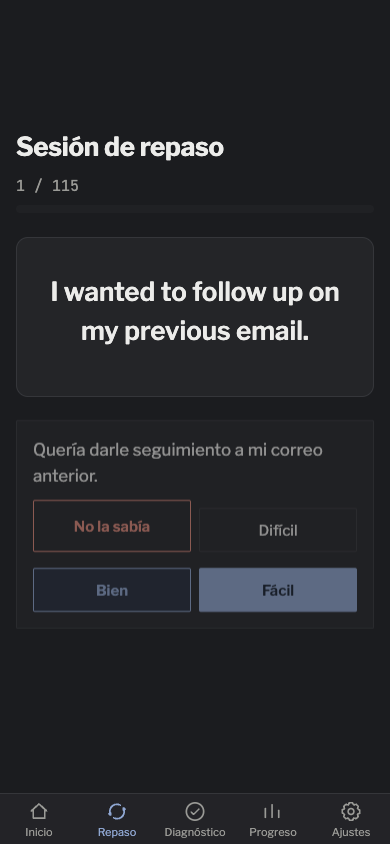 Sesión de repaso
1 / 115
I wanted to follow up on
my previous email.
Quería darle seguimiento a mi correo
anterior.
No la sabía
Difícil
Bien
Fácil
Inicio
Repaso
Diagnóstico
Progreso
Ajustes